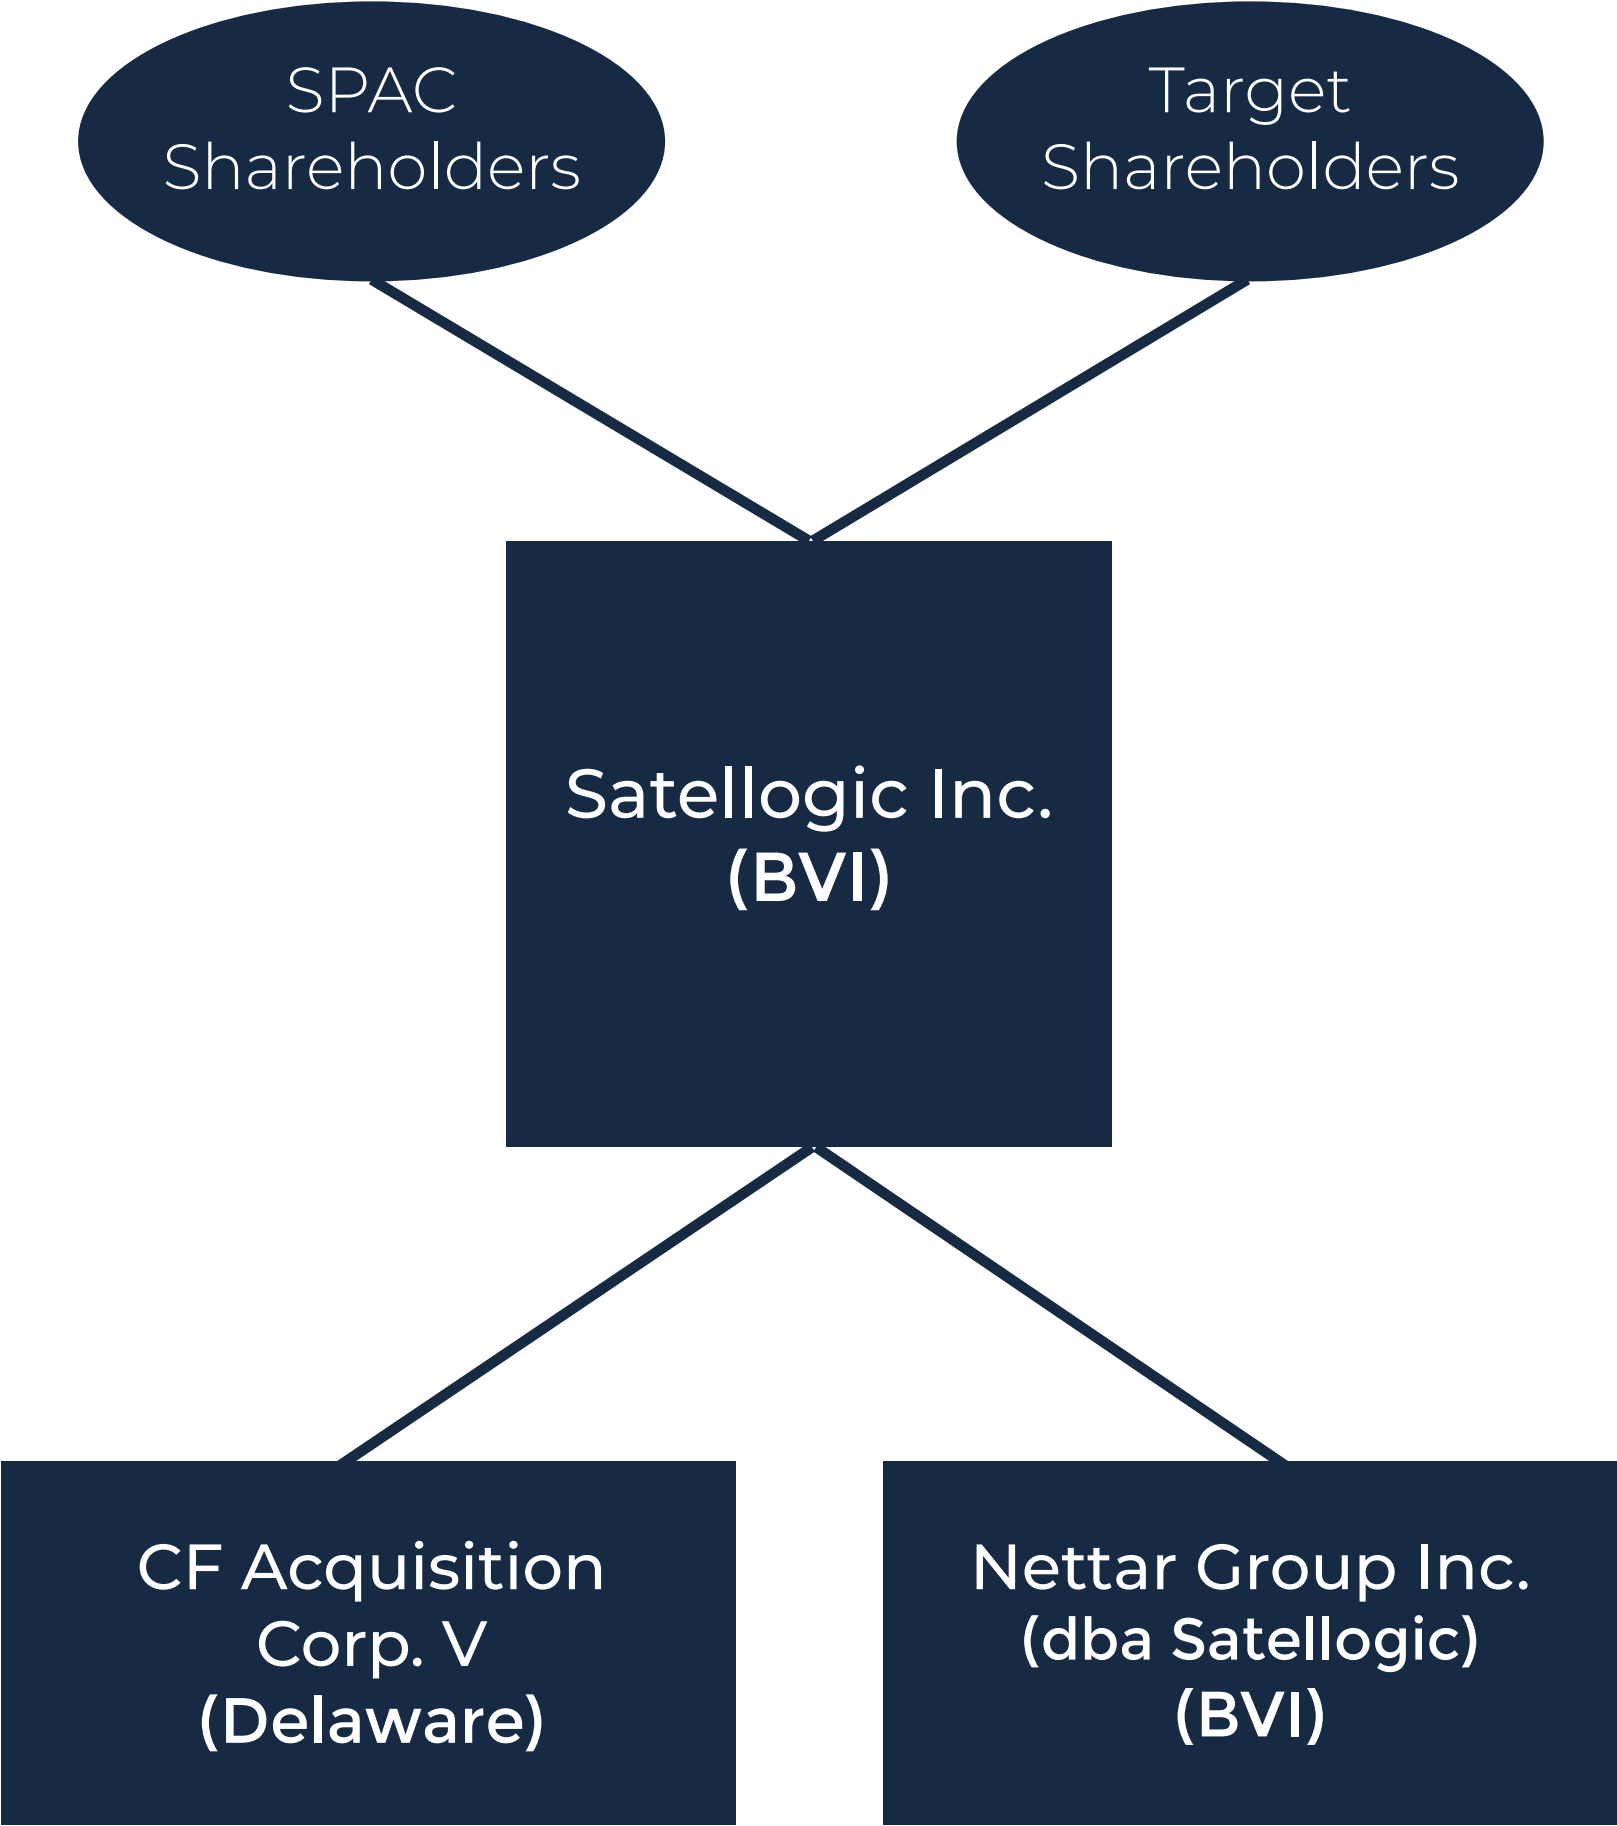 SPAC
Shareholders
Target
Shareholders
Satellogic Inc.
(BVI)
CF Acquisition
Corp. V
(Delaware)
Nettar Group Inc.
(dba Satellogic)
(BVI)